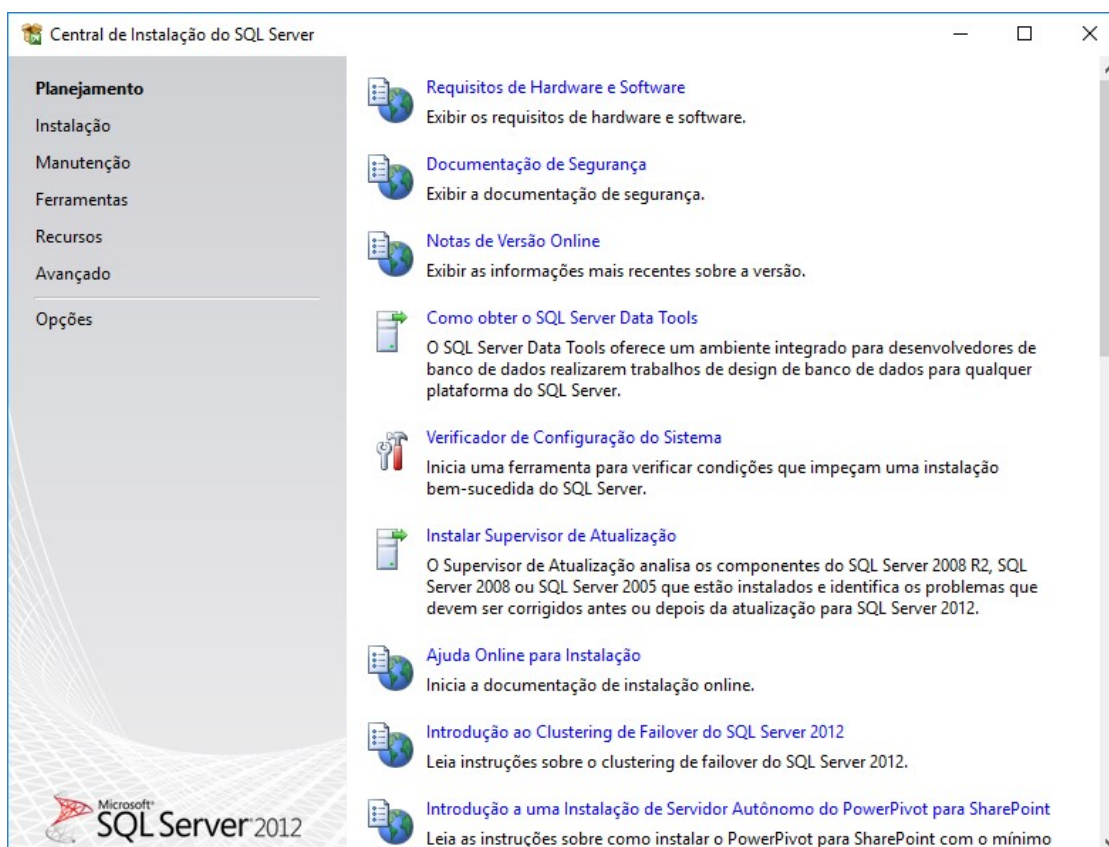 Central de Instalação do SQL Server
Planejamento
Instalação
Manutenção
Ferramentas
Recursos
Avançado
Opções
Requisitos de Hardware e Software
Exibir os requisitos de hardware e software.
Documentação de Segurança
Exibir a documentação de segurança.
Notas de Versão Online
Exibir as informações mais recentes sobre a versão.
Como obter o SQL Server Data Tools
O SQL Server Data Tools oferece um ambiente integrado para desenvolvedores de
banco de dados realizarem trabalhos de design de banco de dados para qualquer
plataforma do SQL Server.
Verificador de Configuração do Sistema
Inicia uma ferramenta para verificar condições que impeçam uma instalação
bem-sucedida do SQL Server.
Instalar Supervisor de Atualização
O Supervisor de Atualização analisa os componentes do SQL Server 2008 R2, SQL
Server 2008 ou SQL Server 2005 que estão instalados e identifica os problemas que
devem ser corrigidos antes ou depois da atualização para SQL Server 2012.
Ajuda Online para Instalação
Inicia a documentação de instalação online.
Introdução ao Clustering de Failover do SQL Server 2012
Leia instruções sobre o clustering de failover do SQL Server 2012.
Introdução a uma Instalação de Servidor Autônomo do PowerPivot para SharePoint
Leia as instruções sobre como instalar o PowerPivot para SharePoint com o mínimo
Microsoft
SQL Server 2012